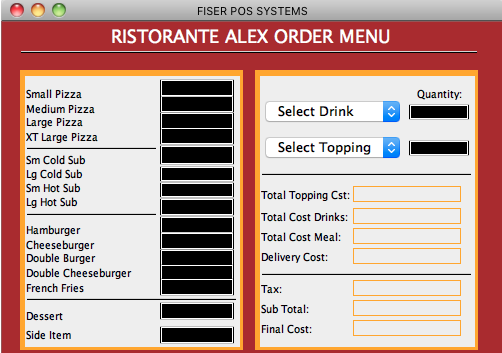 FISER POS SYSTEMS
RISTORANTE ALEX ORDER MENU
Small Pizza
Medium Pizza
Large Pizza
XT Large Pizza
Sm Cold Sub
Lg Cold Sub
Sm Hot Sub
Lg Hot Sub
Hamburger
Cheeseburger
Double Burger
Double Cheeseburger
French Fries
Dessert
Side Item
Quantity:
Select Drink
Select Topping
Total Topping Cst:
Total Cost Drinks:
Total Cost Meal:
Delivery Cost:
Tax:
Sub Total:
Final Cost: